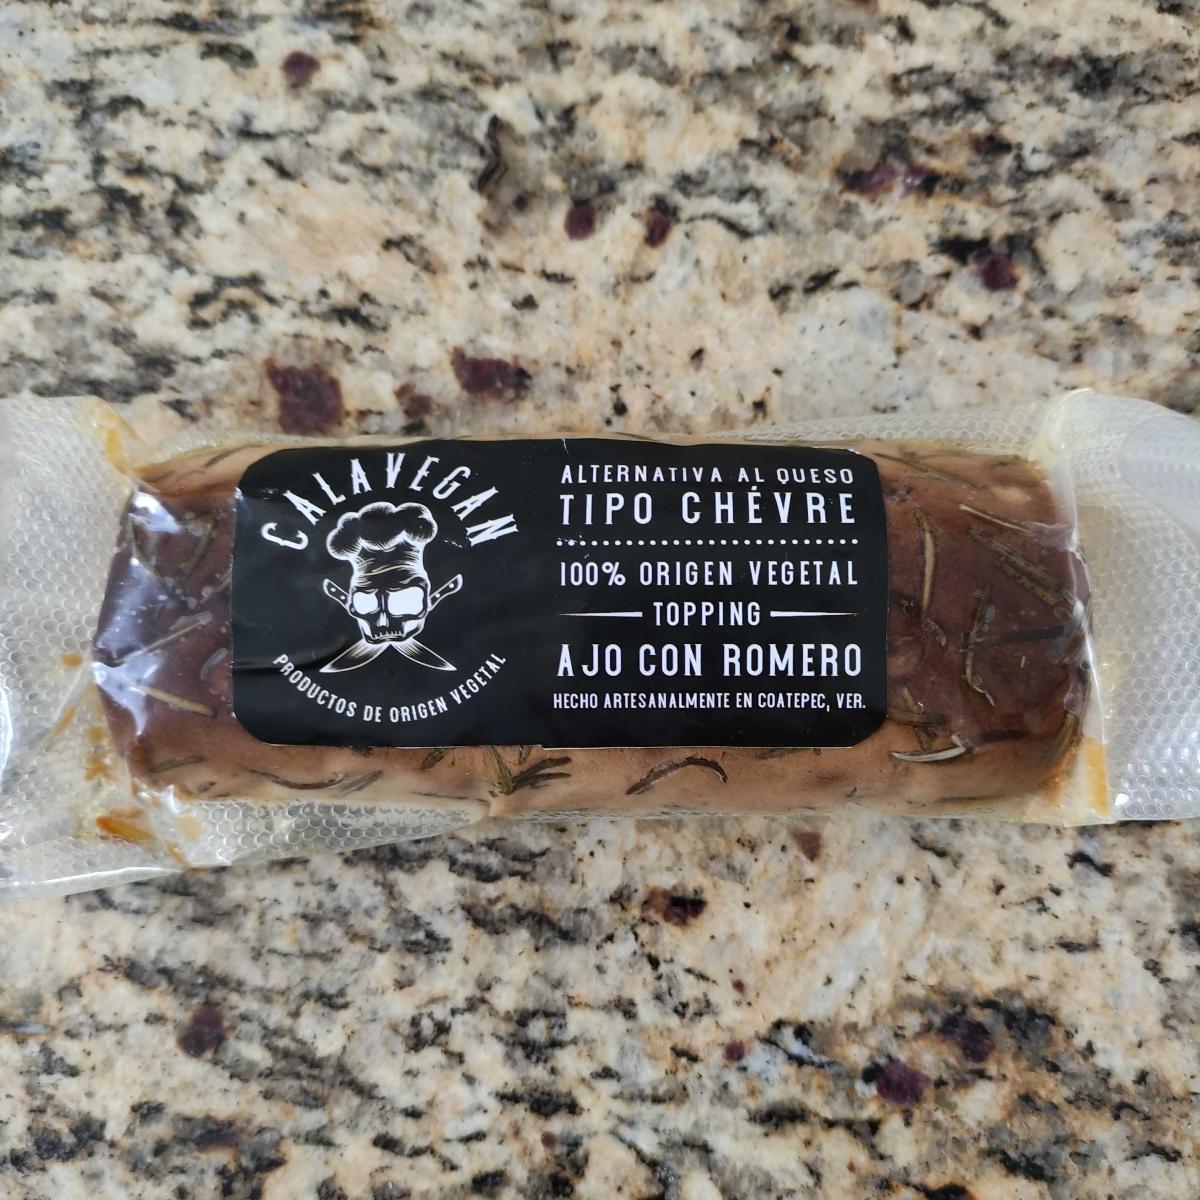 CALAVEGAN
PRODUCTOS DE ORIGEN VEGETAL
ALTERNATIVA AL QUESO
TIPO CHÉVRE
100% ORIGEN VEGETAL
TOPPING
AJO CON ROMERO
HECHO ARTESANALMENTE EN COATEPEC, VER.